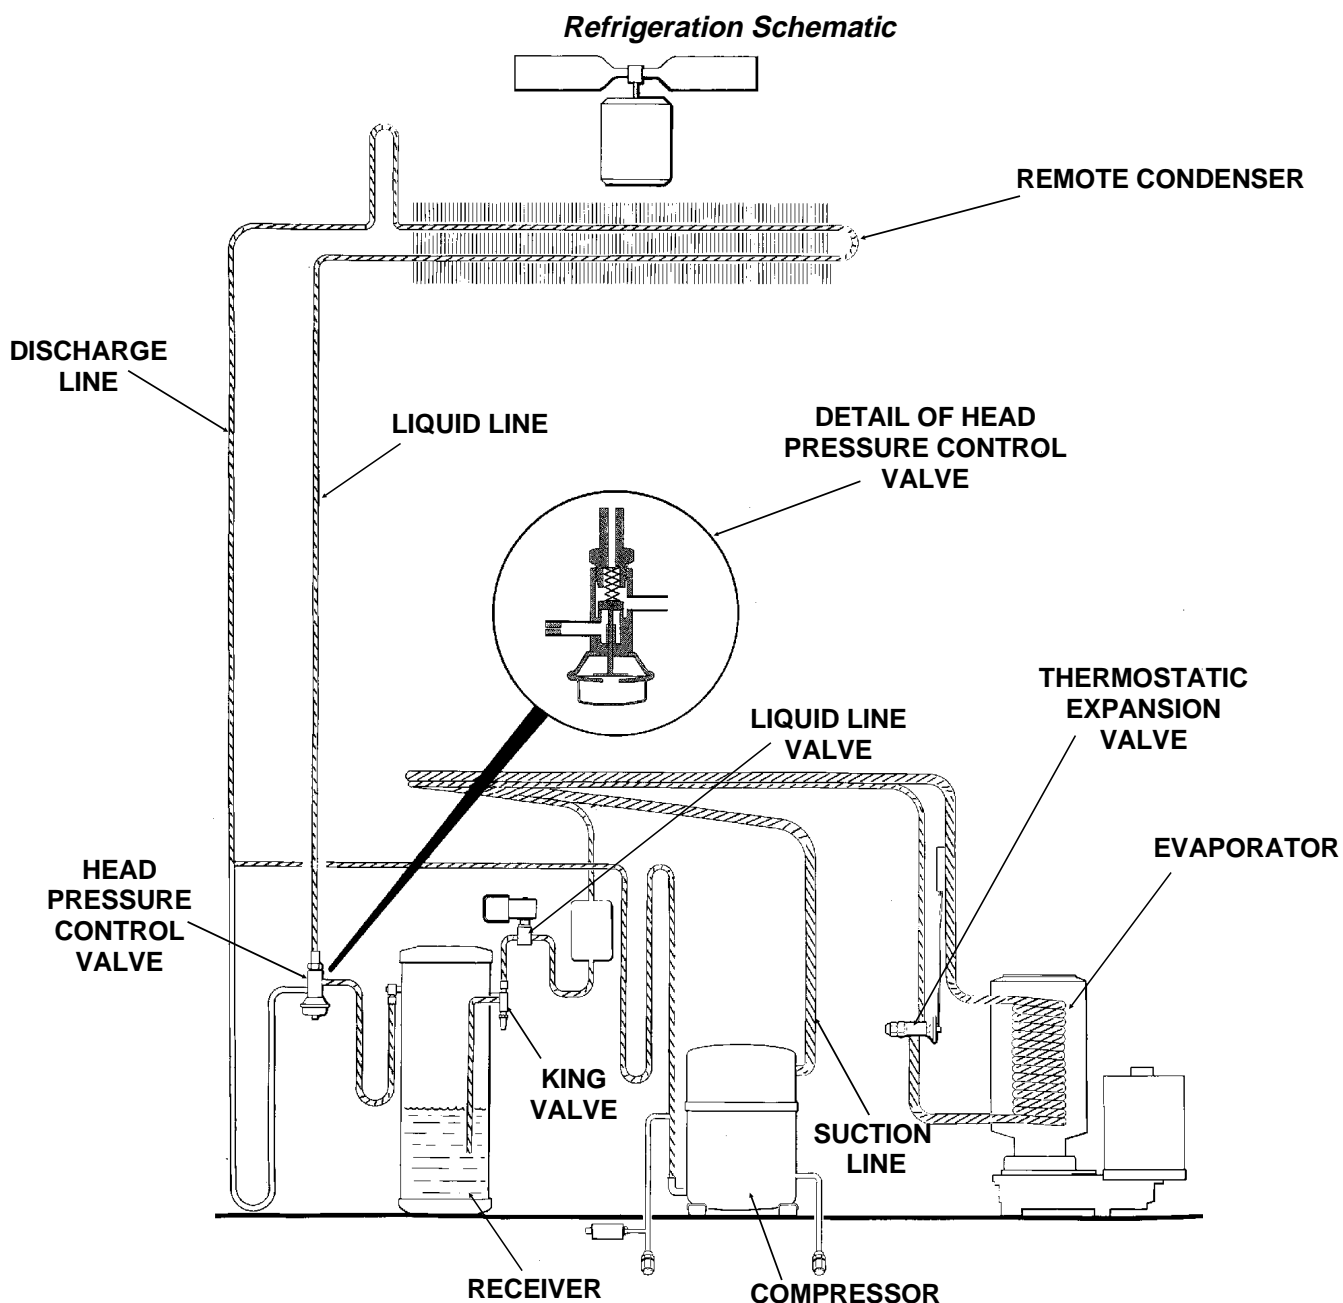 Refrigeration Schematic
REMOTE CONDENSER
DISCHARGE
LINE
LIQUID LINE
DETAIL OF HEAD
PRESSURE CONTROL
VALVE
THERMOSTATIC
EXPANSION
VALVE
LIQUID LINE
VALVE
EVAPORATOR
HEAD
PRESSURE
CONTROL
VALVE
KING
VALVE
SUCTION
LINE
RECEIVER
COMPRESSOR